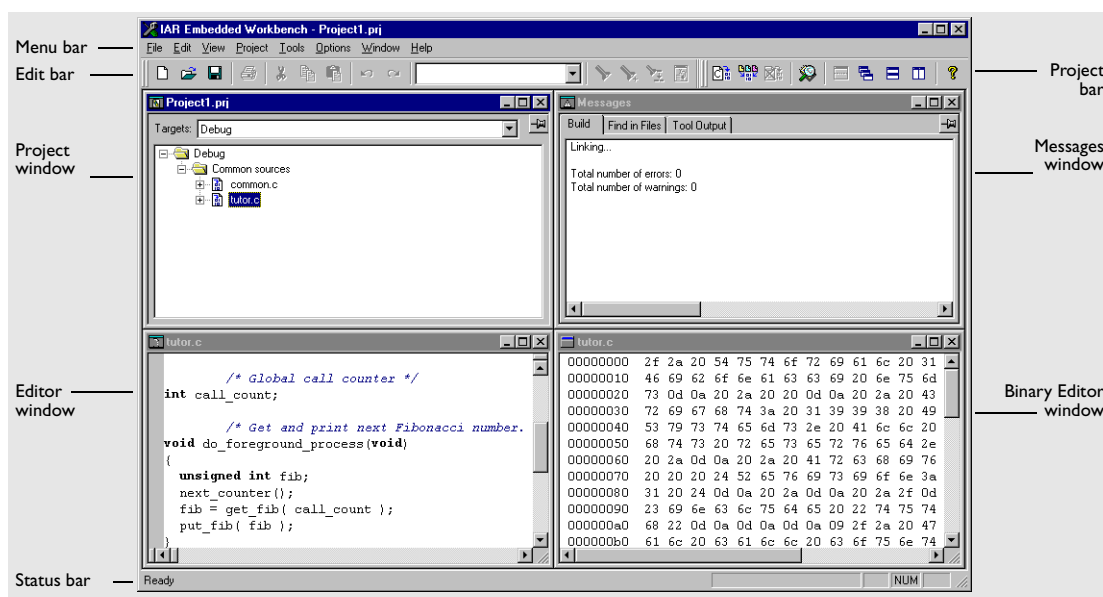 IAR Embedded Workbench - Project1.prj
Menu bar
File Edit View Project Tools Options Window Help
Edit bar
Project
bar
Project1.prj
Targets: Debug
Project
window
Debug
Common sources
common.c
tutor.c
Messages
Build Find in Files Tool Output
Linking...
Total number of errors: 0
Total number of warnings: 0
Messages
window
tutor.c
/* Global call counter */
int call_count;
/* Get and print next Fibonacci number.
void do_foreground_process(void)
{
unsigned int fib;
next_counter();
fib = get_fib( call_count );
put_fib( fib );
}
Editor
window
tutor.c
00000000 2f 2a 20 54 75 74 6f 72 69 61 6c 20 31
00000010 46 69 62 6f 6e 61 63 63 69 20 6e 75 6d
00000020 73 0d 0a 20 2a 20 20 0d 0a 20 2a 20 43
00000030 72 69 67 68 74 3a 20 31 39 39 38 20 49
00000040 53 79 73 74 65 6d 73 2e 20 41 6c 6c 20
00000050 68 74 73 20 72 65 73 65 72 76 65 64 2e
00000060 20 2a 0d 0a 20 2a 20 41 72 63 68 69 76
00000070 20 20 20 24 52 65 76 69 73 69 6f 6e 3a
00000080 31 20 24 0d 0a 20 2a 0d 0a 20 2a 2f 0d
00000090 23 69 6e 63 6c 75 64 65 20 22 74 75 74
000000a0 68 22 0d 0a 0d 0a 0d 0a 09 2f 2a 20 47
000000b0 61 6c 20 63 61 6c 6c 20 63 6f 75 6e 74
Binary Editor
window
Status bar
Ready
NUM